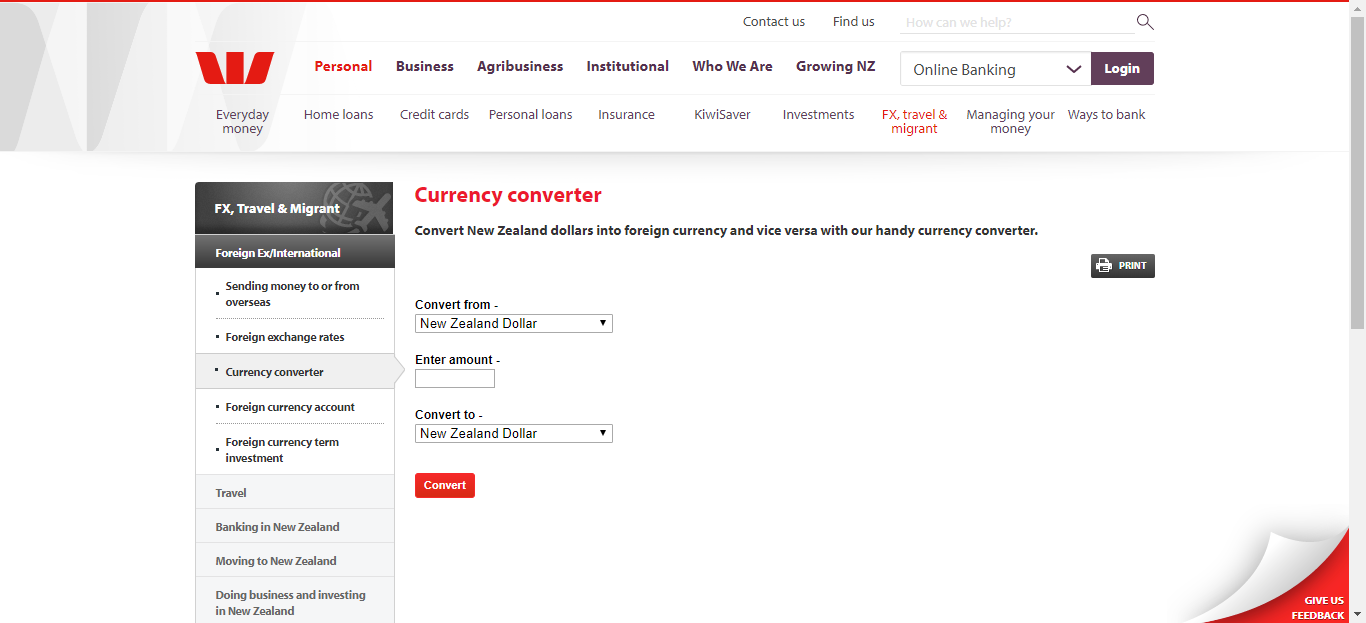 Contact us
Find us
How can we help?
Personal
Business
Agribusiness
Institutional
Who We Are
Growing NZ
Online Banking
Login
Everyday
money
Home loans
Credit cards
Personal loans
Insurance
KiwiSaver
Investments
FX, travel &
migrant
Managing your
money
Ways to bank
FX, Travel & Migrant
Foreign Ex/International
Sending money to or from
overseas
Foreign exchange rates
Currency converter
Foreign currency account
Foreign currency term
investment
Travel
Banking in New Zealand
Moving to New Zealand
Doing business and investing
in New Zealand
Currency converter
Convert New Zealand dollars into foreign currency and vice versa with our handy currency converter.
PRINT
Convert from -
New Zealand Dollar
Enter amount -
Convert to -
New Zealand Dollar
Convert
GIVE US
FEEDBACK